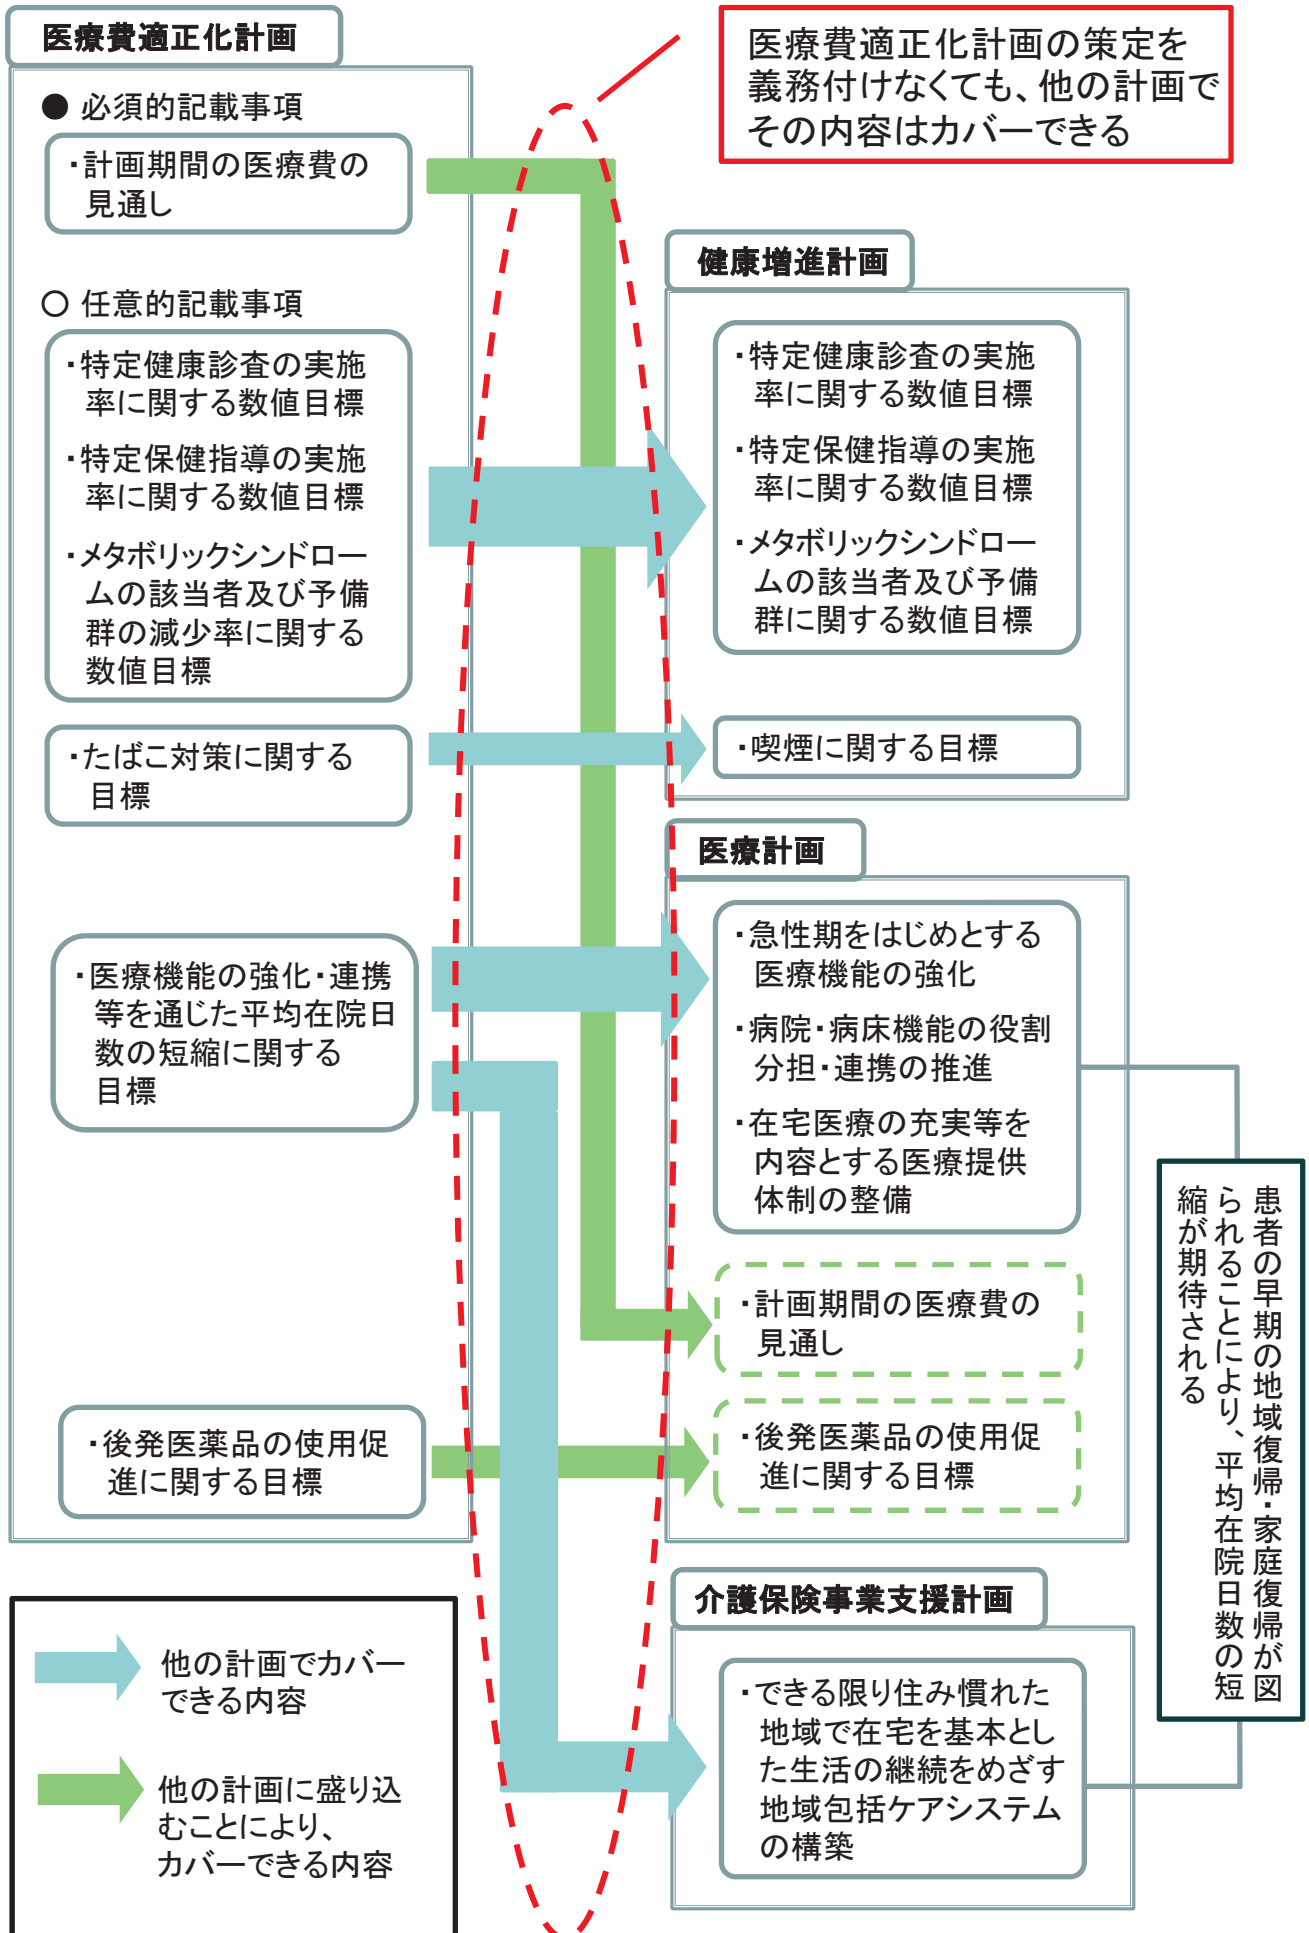 医療費適正化計画
● 必須的記載事項
・計画期間の医療費の
見通し
○ 任意的記載事項
・特定健康診査の実施
率に関する数値目標
・特定保健指導の実施
率に関する数値目標
・メタボリックシンドロー
ムの該当者及び予備
群の減少率に関する
数値目標
・たばこ対策に関する
目標
・医療機能の強化・連携
等を通じた平均在院日
数の短縮に関する
目標
・後発医薬品の使用促
進に関する目標
医療費適正化計画の策定を
義務付けなくても、他の計画で
その内容はカバーできる
健康増進計画
・特定健康診査の実施
率に関する数値目標
・特定保健指導の実施
率に関する数値目標
・メタボリックシンドロー
ムの該当者及び予備
群に関する数値目標
・喫煙に関する目標
医療計画
・急性期をはじめとする
医療機能の強化
・病院・病床機能の役割
分担・連携の推進
・在宅医療の充実等を
内容とする医療提供
体制の整備
・計画期間の医療費の
見通し
・後発医薬品の使用促
進に関する目標
介護保険事業支援計画
・できる限り住み慣れた
地域で在宅を基本とし
た生活の継続をめざす
地域包括ケアシステム
の構築
患者の早期の地域復帰・家庭復帰が図
られることにより、平均在院日数の短
縮が期待される
他の計画でカバー
できる内容
他の計画に盛り込
むことにより、
カバーできる内容